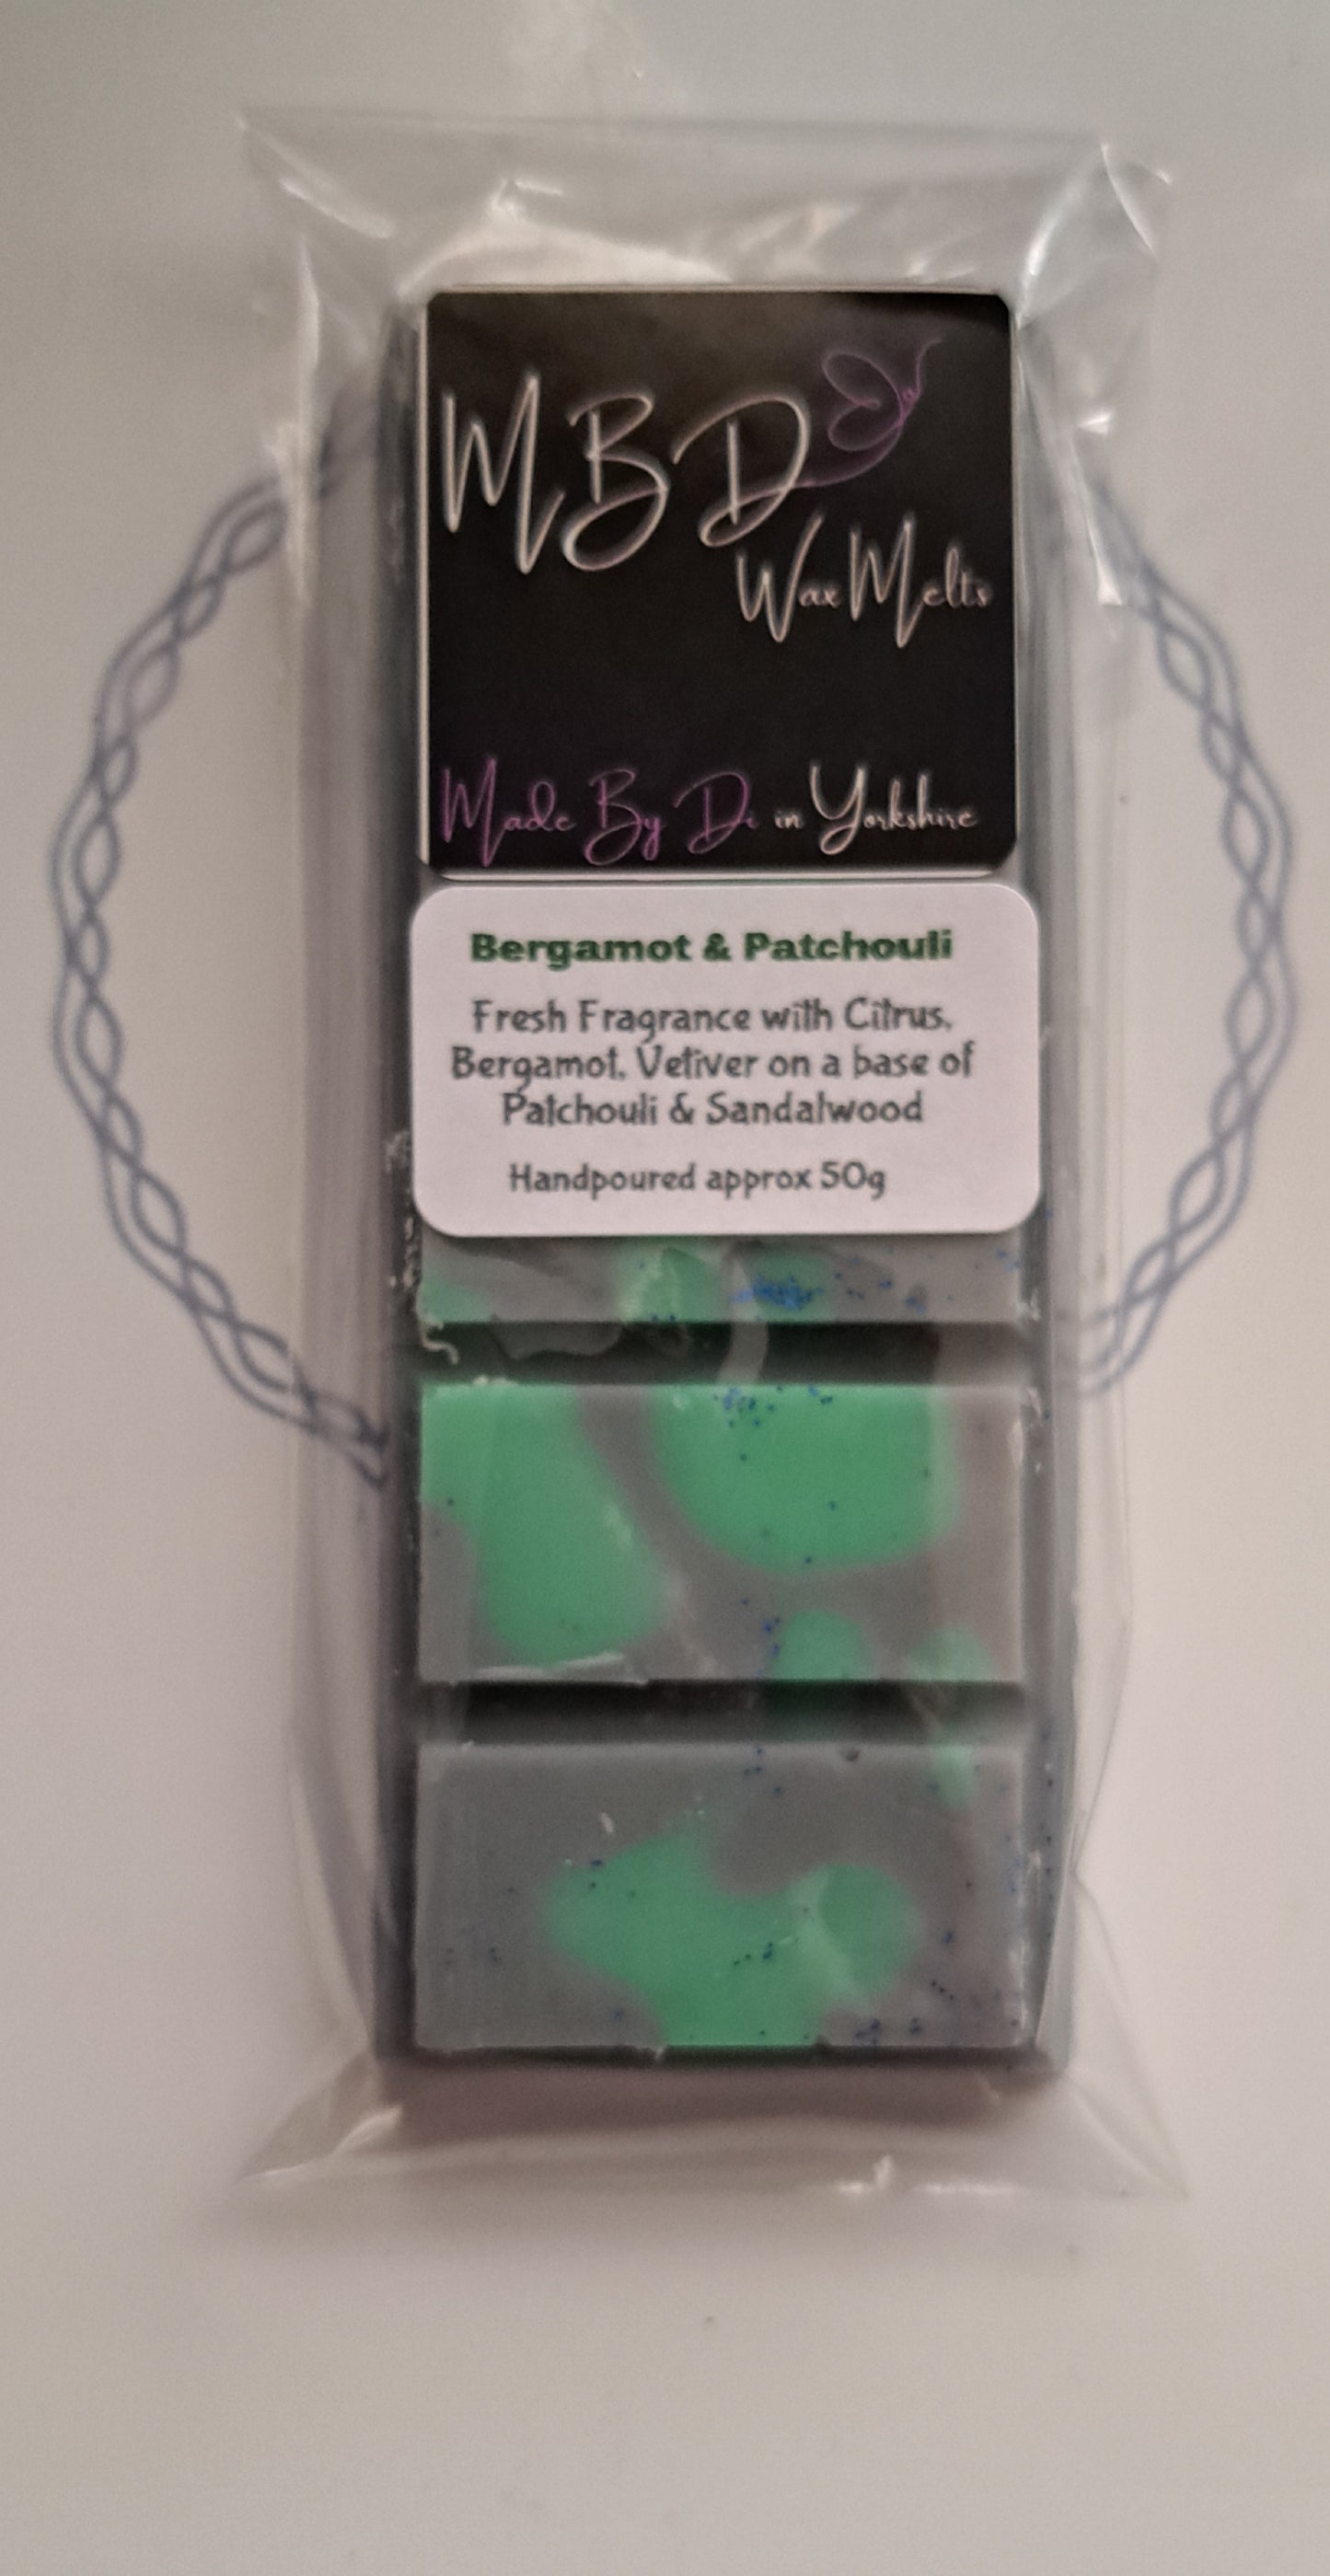 MBD
Wax Melts
Made By Di in Yorkshire
Bergamot & Patchouli
Fresh Fragrance with Citrus,
Bergamot, Vetiver on a base of
Patchouli & Sandalwood
Handpoured approx 50g